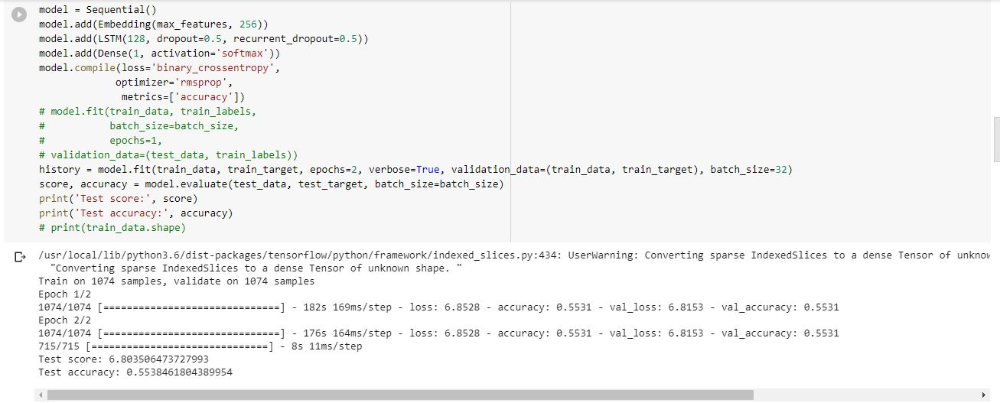 model = Sequential()
model.add(Embedding(max_features, 256))
model.add(LSTM(128, dropout=0.5, recurrent_dropout=0.5))
model.add(Dense(1, activation='softmax'))
model.compile(loss='binary_crossentropy',
              optimizer='rmsprop',
               metrics=['accuracy'])
# model.fit(train_data, train_labels,
#           batch_size=batch_size,
#           epochs=1,
# validation_data=(test_data, train_labels))
history = model.fit(train_data, train_target, epochs=2, verbose=True, validation_data=(train_data, train_target), batch_size=32)
score, accuracy = model.evaluate(test_data, test_target, batch_size=batch_size)
print('Test score:', score)
print('Test accuracy:', accuracy)
# print(train_data.shape)
/usr/local/lib/python3.6/dist-packages/tensorflow/python/framework/indexed_slices.py:434: UserWarning: Converting sparse IndexedSlices to a dense Tensor of
  "Converting sparse IndexedSlices to a dense Tensor of unknown shape. "
Train on 1074 samples, validate on 1074 samples
Epoch 1/2
1074/1074 [==============================] - 182s 169ms/step - loss: 6.8528 - accuracy: 0.5531 - val_loss: 6.8153 - val_accuracy: 0.5531
Epoch 2/2
1074/1074 [==============================] - 176s 164ms/step - loss: 6.8528 - accuracy: 0.5531 - val_loss: 6.8153 - val_accuracy: 0.5531
715/715 [==============================] - 8s 11ms/step
Test score: 6.803506473727993
Test accuracy: 0.5538461804389954